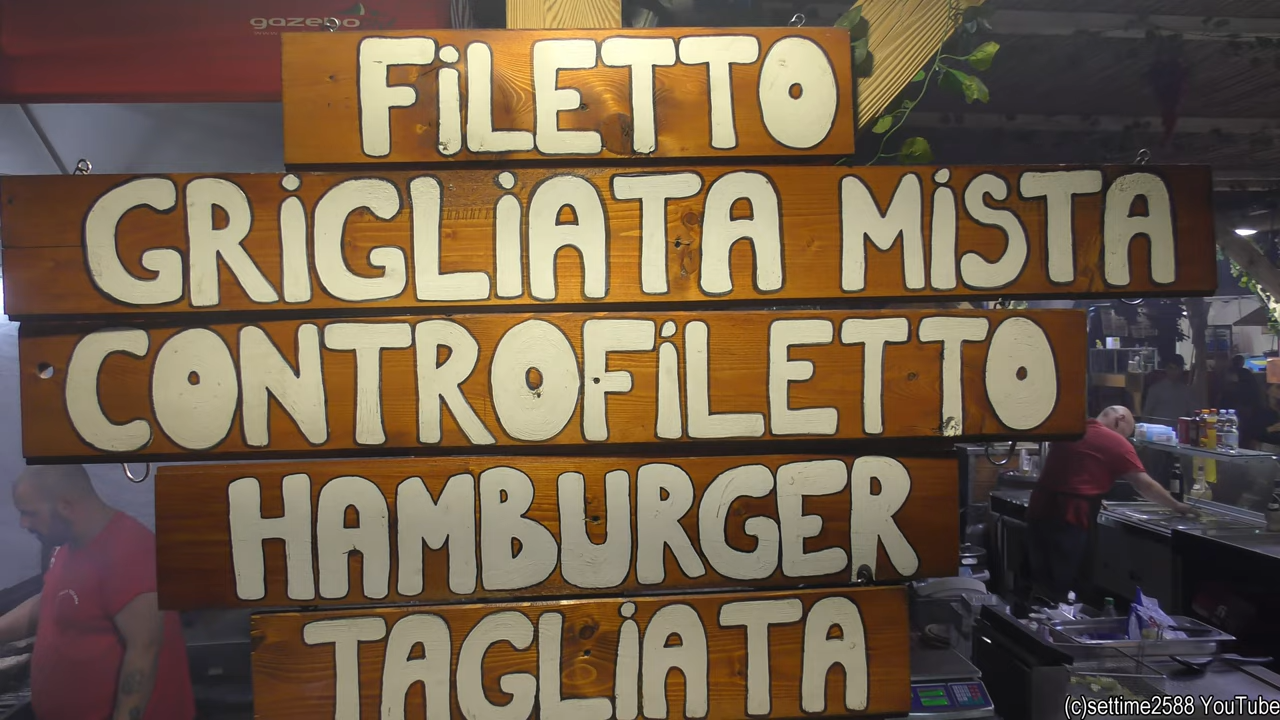 gazebo
FiLETTO
GRiGLiATA MiSTA
CONTROFiLETTO
HAMBURGER
TAGLiATA
(c)settime2588 YouTube